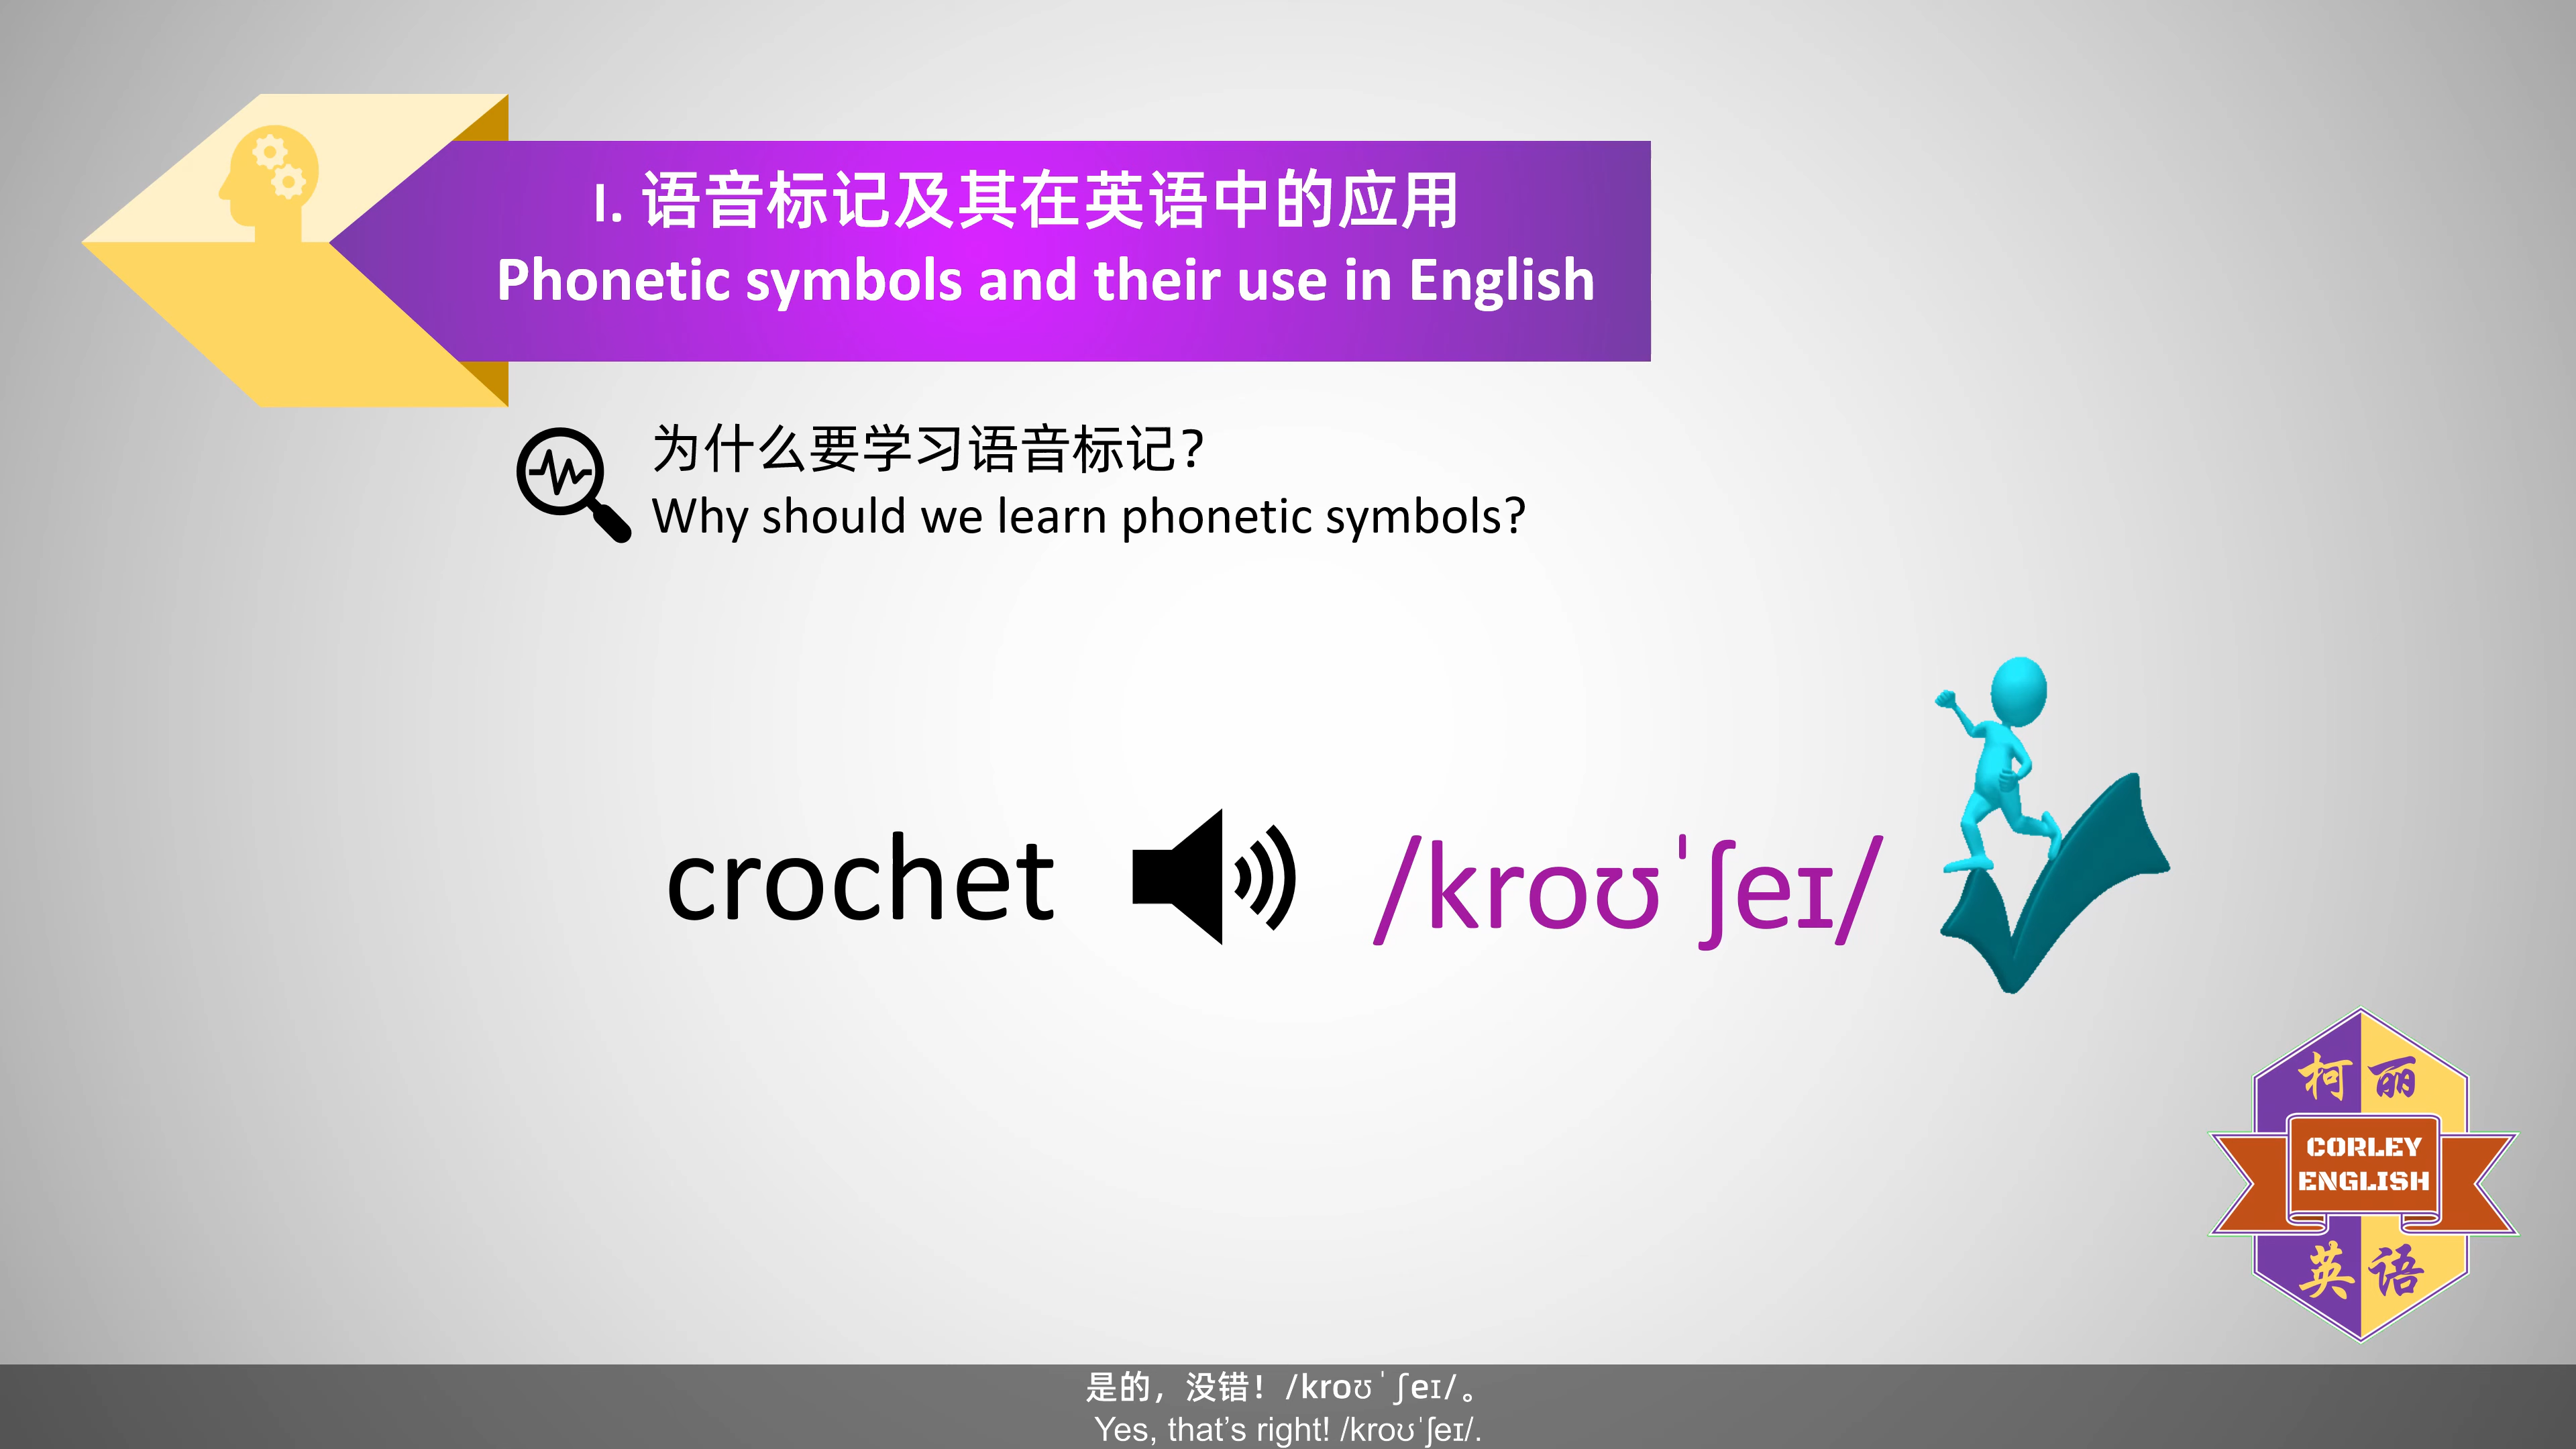 I. 语音标记及其在英语中的应用
Phonetic symbols and their use in English
为什么要学习语音标记？
Why should we learn phonetic symbols?
crochet /kroʊˈʃeɪ/
柯丽
CORLEY
ENGLISH
英语
是的，没错！/kroʊˈʃeɪ/。
Yes, that’s right! /kroʊˈʃeɪ/.